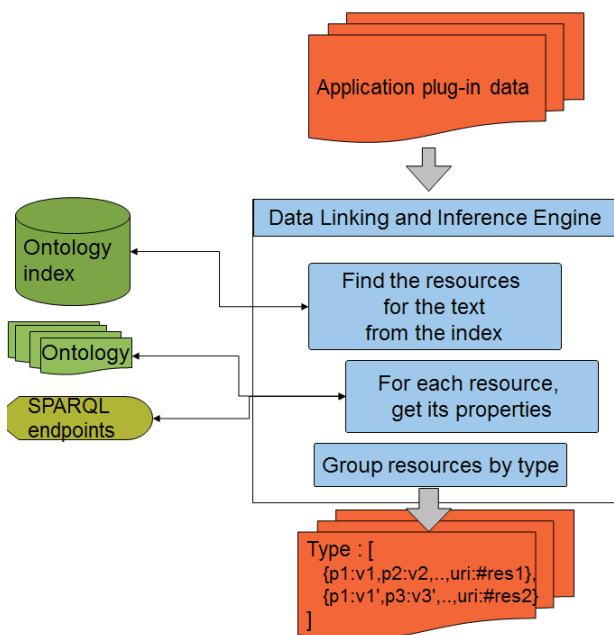 Application plug-in data
Data Linking and Inference Engine
Ontology
index
Find the resources
for the text
from the index
Ontology
For each resource,
get its properties
SPARQL
endpoints
Group resources by type
Type : [
{p1:v1,p2:v2,..,uri:#res1},
{p1:v1',p3:v3',..,uri:#res2}
]